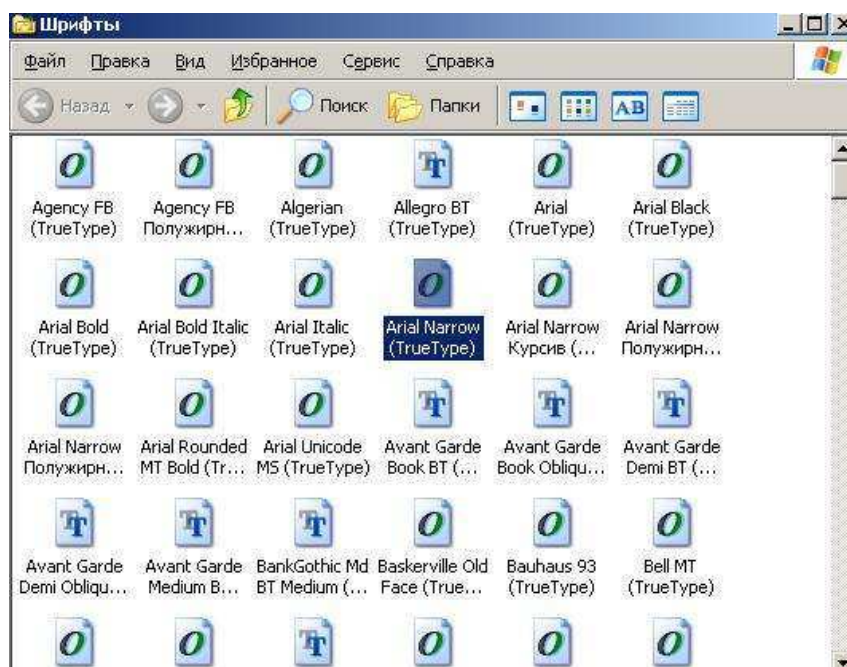 Шрифты
Файл Правка Вид Избранное Сервис Справка
Назад Поиск Папки AB
Agency FB Agency FB Algerian Allegro BT Arial Arial Black
(TrueType) Полужирн... (TrueType) (TrueType) (TrueType) (TrueType)
Arial Bold Arial Bold Italic Arial Italic Arial Narrow Arial Narrow Arial Narrow
(TrueType) (TrueType) (TrueType) (TrueType) Курсив (... Полужирн...
Arial Narrow Arial Rounded Arial Unicode Avant Garde Avant Garde Avant Garde
Полужирн... MT Bold (Tr... MS (TrueType) Book BT (... Book Obliqu... Demi BT (...
Avant Garde Avant Garde BankGothic Md Baskerville Old Bauhaus 93 Bell MT
Demi Obliqu... Medium B... BT Medium (... Face (True... (TrueType) (TrueType)